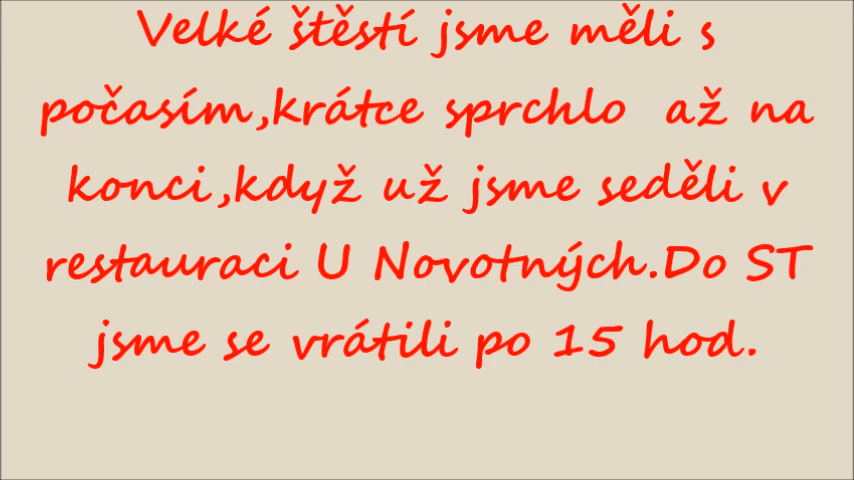 Velké štěstí jsme měli s
počasím,krátce sprchlo  až na
konci,když už jsme seděli v
restauraci U Novotných.Do ST
jsme se vrátili po 15 hod.